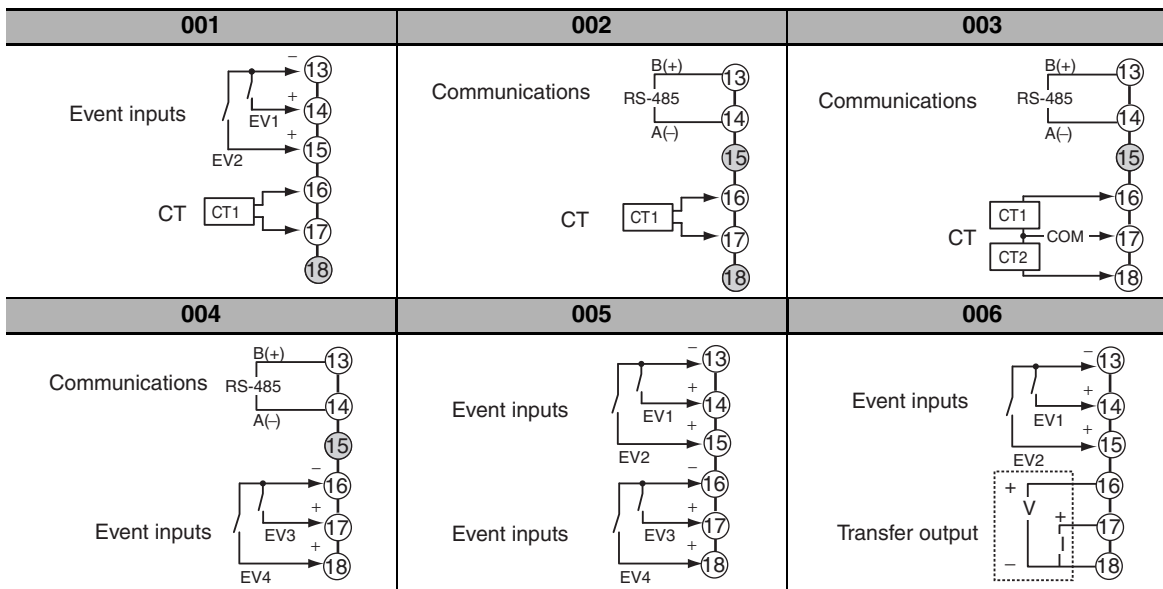 001
002
003
−
13
Event inputs
+
14
EV1
+
15
EV2
16
CT
CT1
17
18
B(+)
13
Communications
RS-485
14
A(−)
15
16
CT
CT1
17
18
B(+)
13
Communications
RS-485
14
A(−)
15
16
CT1
CT
COM
17
CT2
18
004
005
006
B(+)
13
Communications
RS-485
14
A(−)
15
−
16
+
17
Event inputs
EV3
+
18
EV4
−
13
+
14
Event inputs
EV1
+
15
EV2
−
16
+
17
Event inputs
EV3
+
18
EV4
−
13
Event inputs
+
14
EV1
+
15
EV2
+
16
V
+
17
Transfer output
I
−
−
18